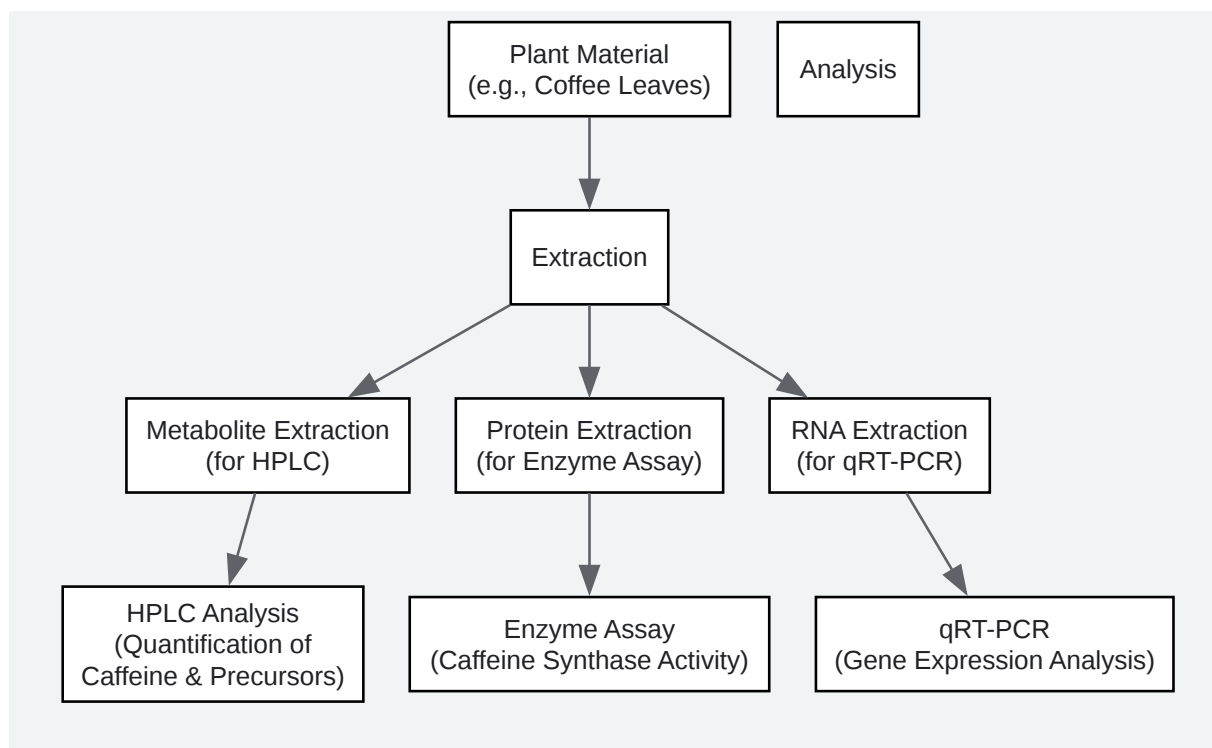 Plant Material
(e.g., Coffee Leaves)
Analysis
Extraction
Metabolite Extraction
(for HPLC)
Protein Extraction
(for Enzyme Assay)
RNA Extraction
(for qRT-PCR)
HPLC Analysis
(Quantification of
Caffeine & Precursors)
Enzyme Assay
(Caffeine Synthase Activity)
qRT-PCR
(Gene Expression Analysis)